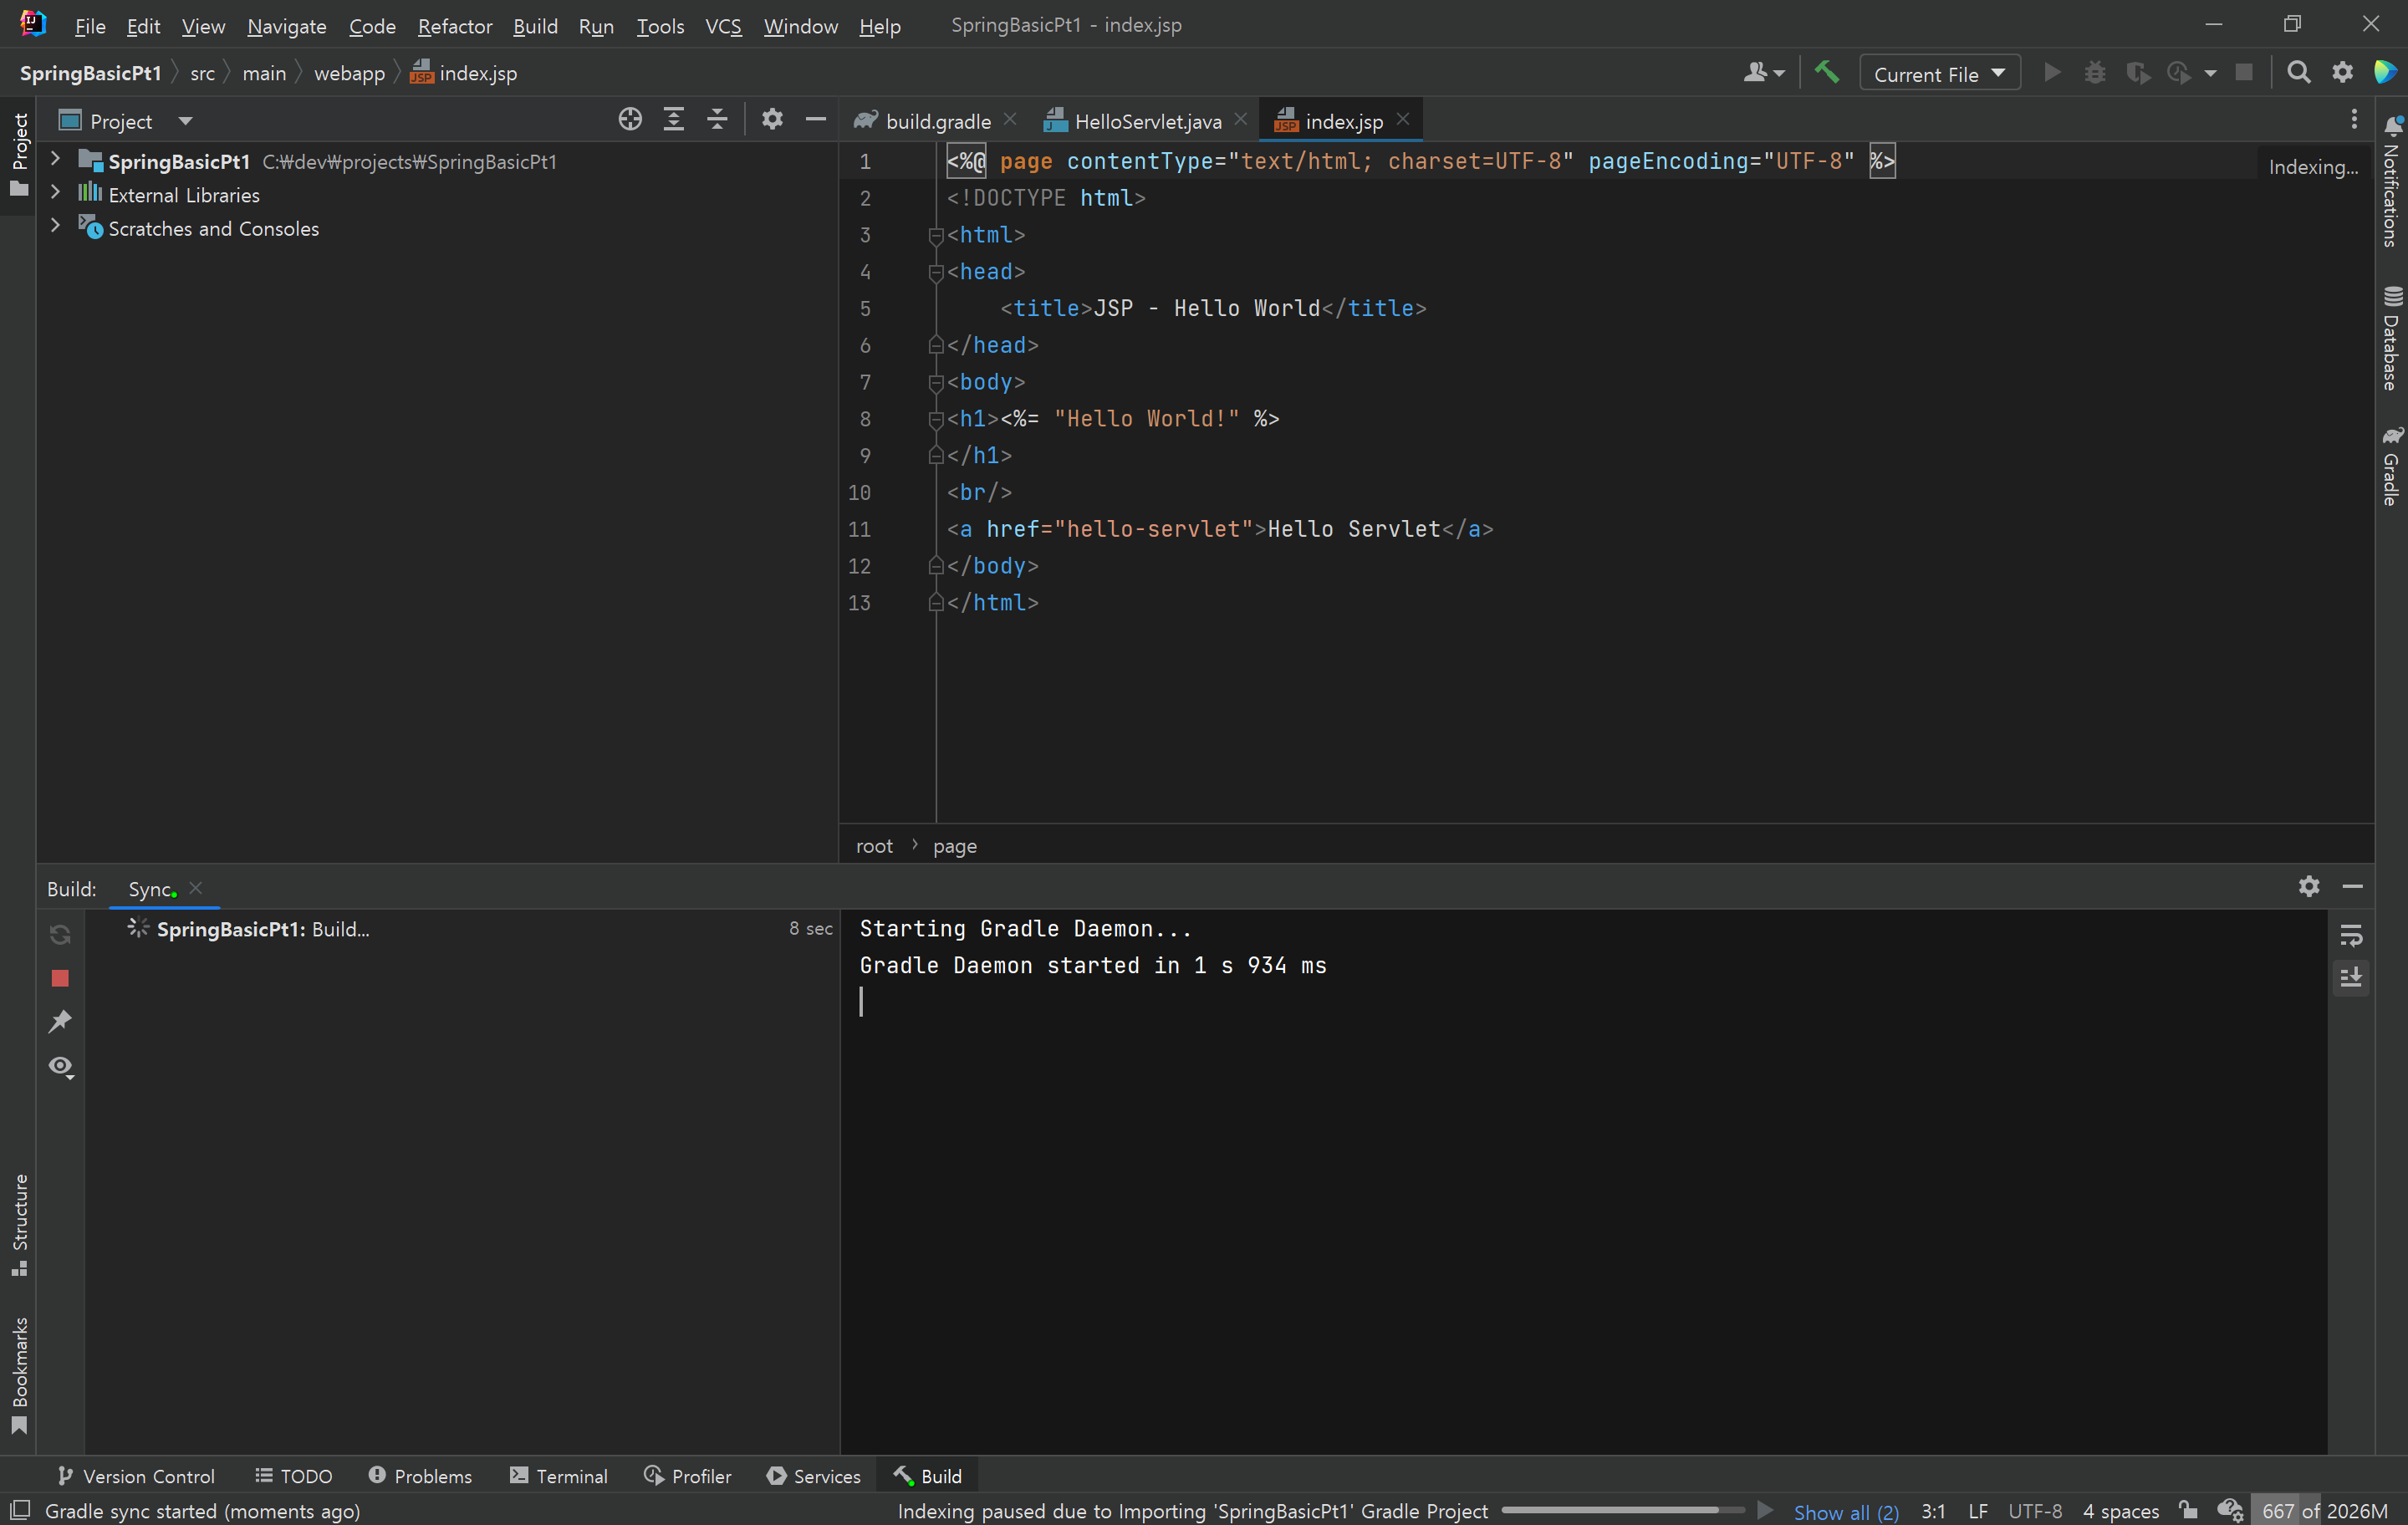 File Edit View Navigate Code Refactor Build Run Tools VCS Window Help SpringBasicPt1 - index.jsp
SpringBasicPt1 src main webapp index.jsp
Current File
Project
Project
build.gradle HelloServlet.java index.jsp
SpringBasicPt1 C:₩dev₩projects₩SpringBasicPt1
External Libraries
Scratches and Consoles
1 <%@ page contentType="text/html; charset=UTF-8" pageEncoding="UTF-8" %>
Indexing...
2 <!DOCTYPE html>
3 <html>
4 <head>
5 <title>JSP - Hello World</title>
6 </head>
7 <body>
8 <h1><%= "Hello World!" %>
9 </h1>
10 <br/>
11 <a href="hello-servlet">Hello Servlet</a>
12 </body>
13 </html>
Notifications
Database
Gradle
root page
Build: Sync
SpringBasicPt1: Build... 8 sec
Starting Gradle Daemon...
Gradle Daemon started in 1 s 934 ms
Structure
Bookmarks
Version Control TODO Problems Terminal Profiler Services Build
Gradle sync started (moments ago) Indexing paused due to Importing 'SpringBasicPt1' Gradle Project Show all (2) 3:1 LF UTF-8 4 spaces 667 of 2026M